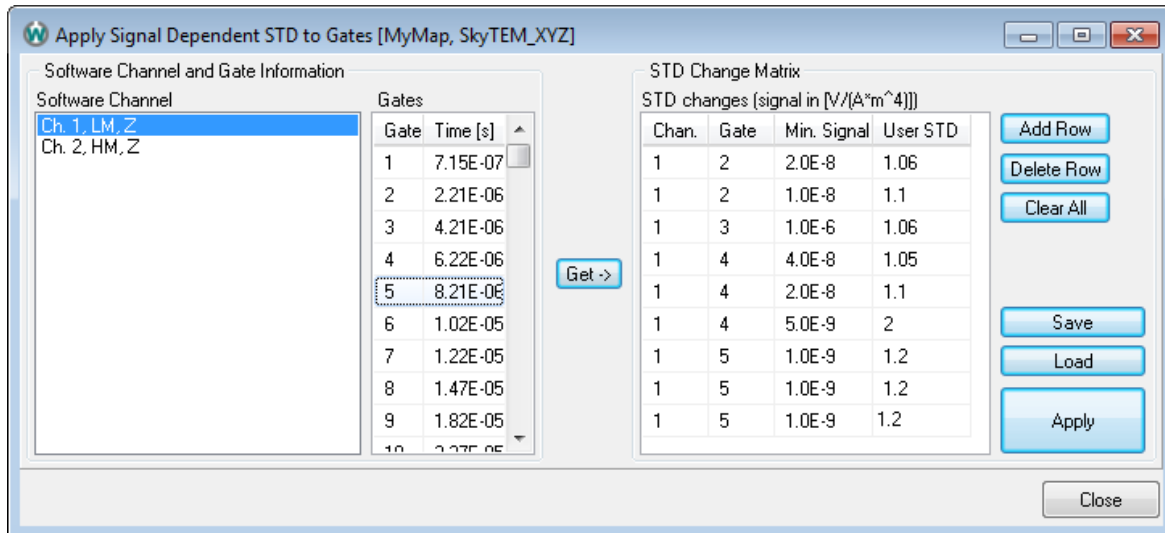 Apply Signal Dependent STD to Gates [MyMap, SkyTEM_XYZ]
Software Channel and Gate Information
Software Channel
Ch. 1, LM, Z
Ch. 2, HM, Z
Gates
Gate Time [s]
1 7.15E-07
2 2.21E-06
3 4.21E-06
4 6.22E-06
5 8.21E-06
6 1.02E-05
7 1.22E-05
8 1.47E-05
9 1.82E-05
Get ->
STD Change Matrix
STD changes (signal in [V/(A*m^4)])
Chan. Gate Min. Signal User STD
1 2 2.0E-8 1.06
1 2 1.0E-8 1.1
1 3 1.0E-6 1.06
1 4 4.0E-8 1.05
1 4 2.0E-8 1.1
1 4 5.0E-9 2
1 5 1.0E-9 1.2
1 5 1.0E-9 1.2
1 5 1.0E-9 1.2
Add Row
Delete Row
Clear All
Save
Load
Apply
Close